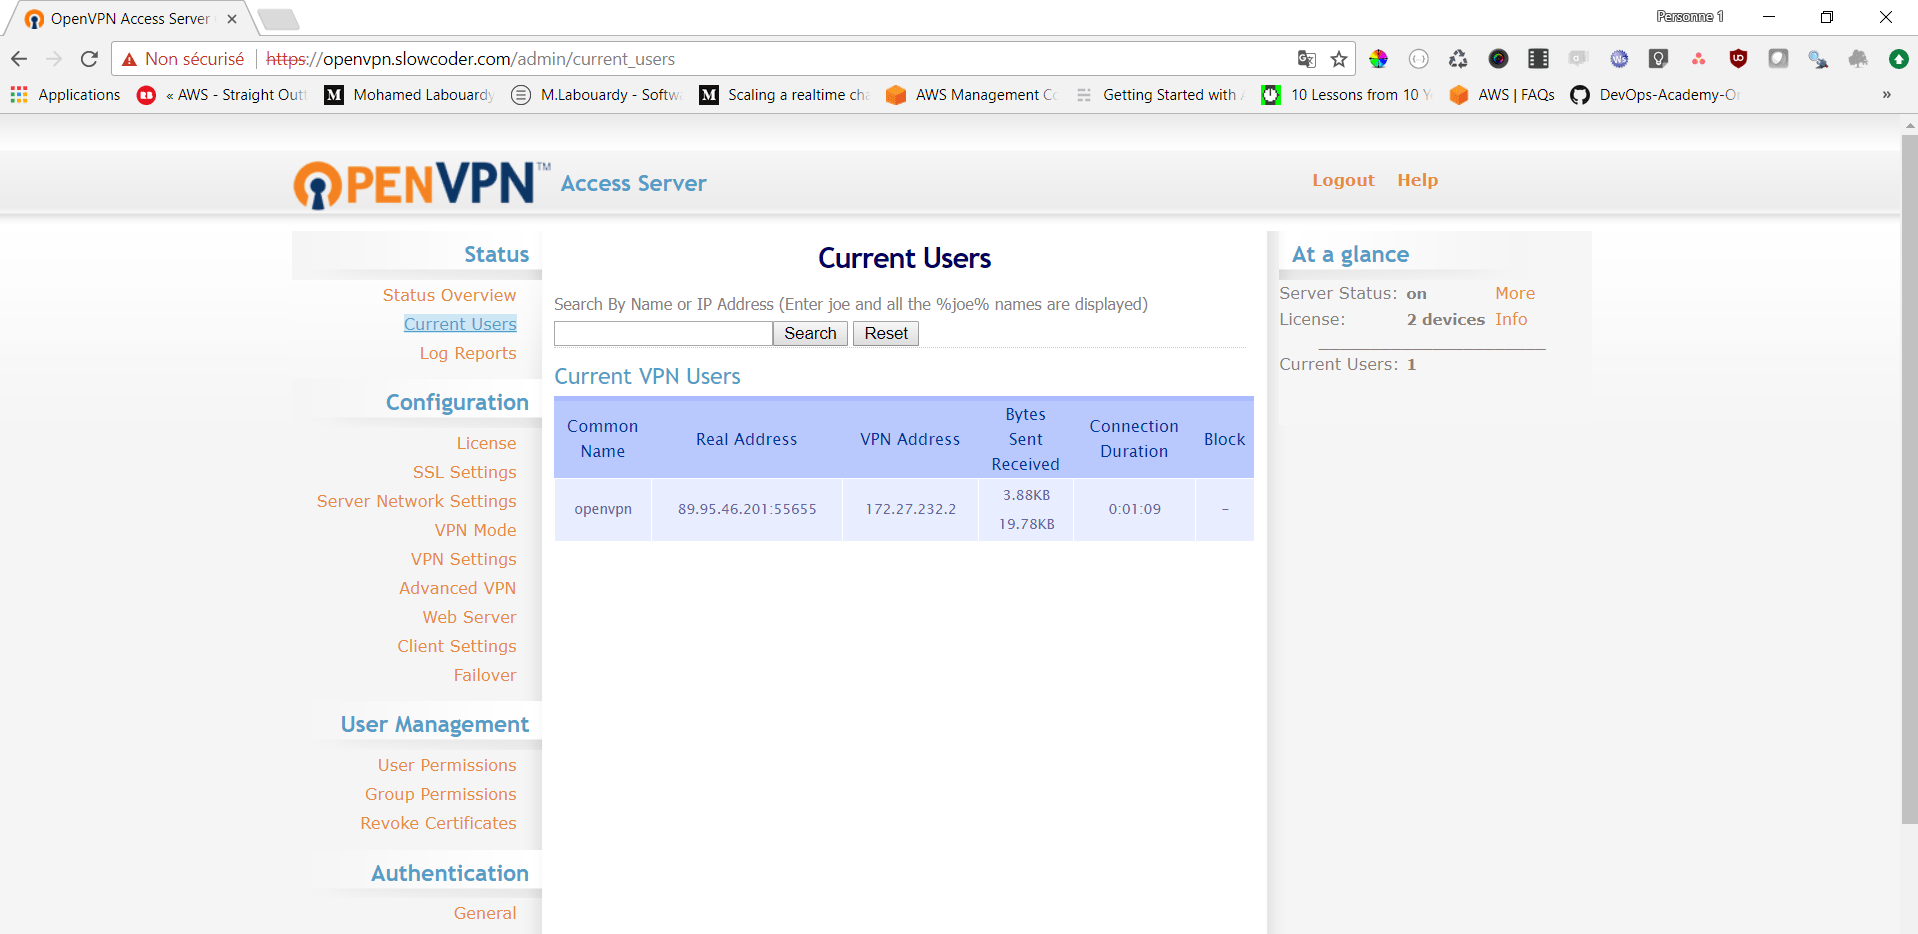 OpenVPN Access Server
Personne 1
Non sécurisé https://openvpn.slowcoder.com/admin/current_users
Applications « AWS - Straight Outt Mohamed Labouardy M.Labouardy - Softw Scaling a realtime cha AWS Management Co Getting Started with 10 Lessons from 10 Y AWS | FAQs DevOps-Academy-Or »
OPENVPN™ Access Server
Logout Help
Status
Status Overview
Current Users
Log Reports
Configuration
License
SSL Settings
Server Network Settings
VPN Mode
VPN Settings
Advanced VPN
Web Server
Client Settings
Failover
User Management
User Permissions
Group Permissions
Revoke Certificates
Authentication
General
Current Users
Search By Name or IP Address (Enter joe and all the %joe% names are displayed)
Search Reset
Current VPN Users
Common Name Real Address VPN Address Bytes Sent Received Connection Duration Block
openvpn 89.95.46.201:55655 172.27.232.2 3.88KB 19.78KB 0:01:09 –
At a glance
Server Status: on More
License: 2 devices Info
Current Users: 1